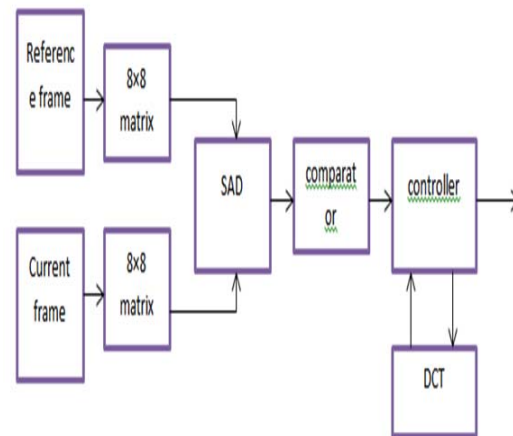 Referenc
e frame
8×8
matrix
SAD
comparat
or
controller
Current
frame
8×8
matrix
DCT